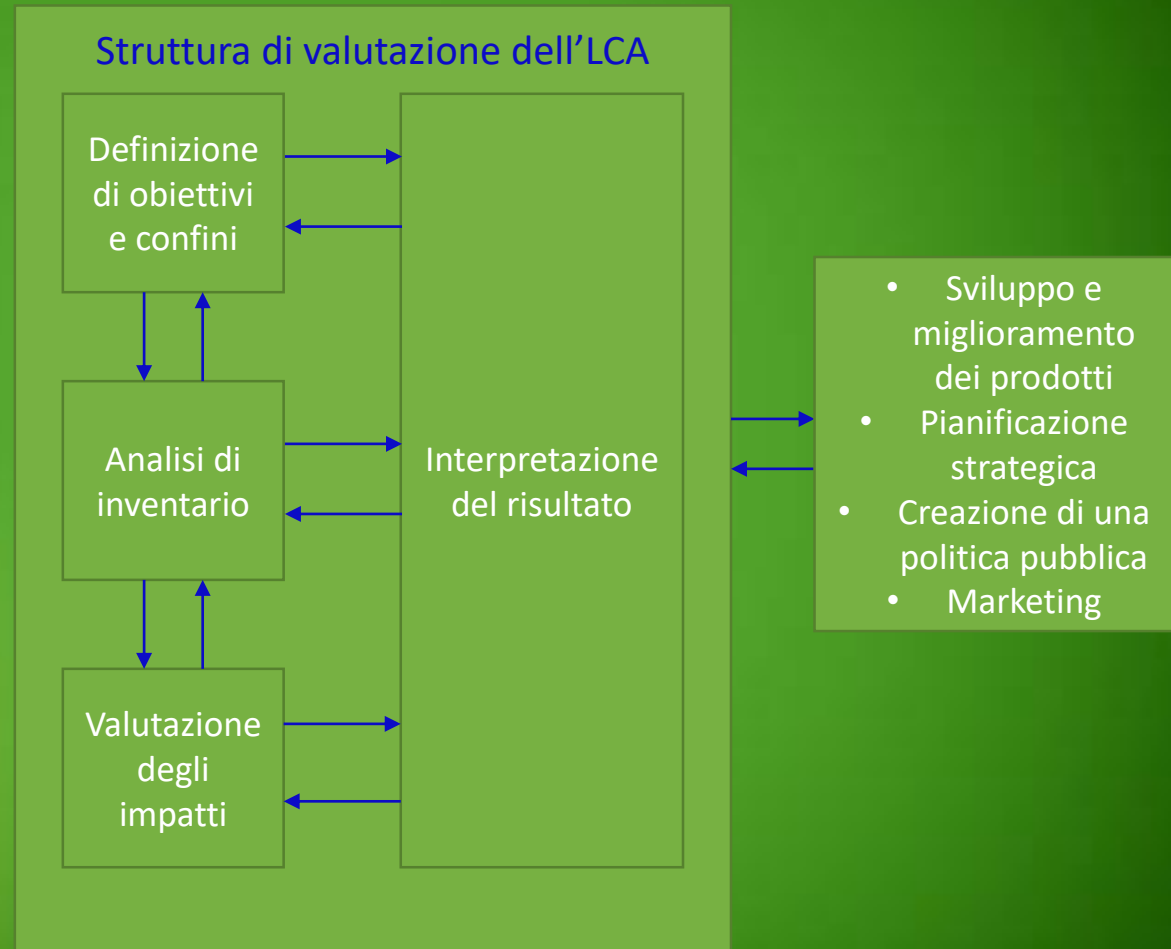 Struttura di valutazione dell’LCA
Definizione
di obiettivi
e confini
Analisi di
inventario
Valutazione
degli
impatti
Interpretazione
del risultato
• Sviluppo e
miglioramento
dei prodotti
• Pianificazione
strategica
• Creazione di una
politica pubblica
• Marketing